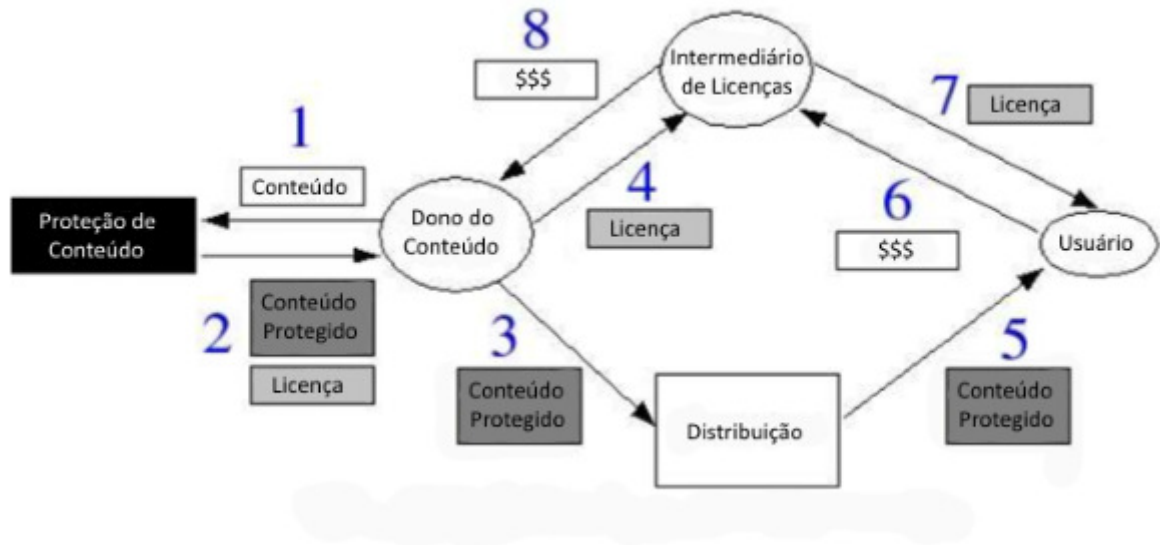 8
$$$
Intermediário
de Licenças
7
Licença
1
Conteúdo
4
Licença
6
$$$
Proteção de
Conteúdo
Dono do
Conteúdo
Usuário
2
Conteúdo
Protegido
Licença
3
Conteúdo
Protegido
Distribuição
5
Conteúdo
Protegido